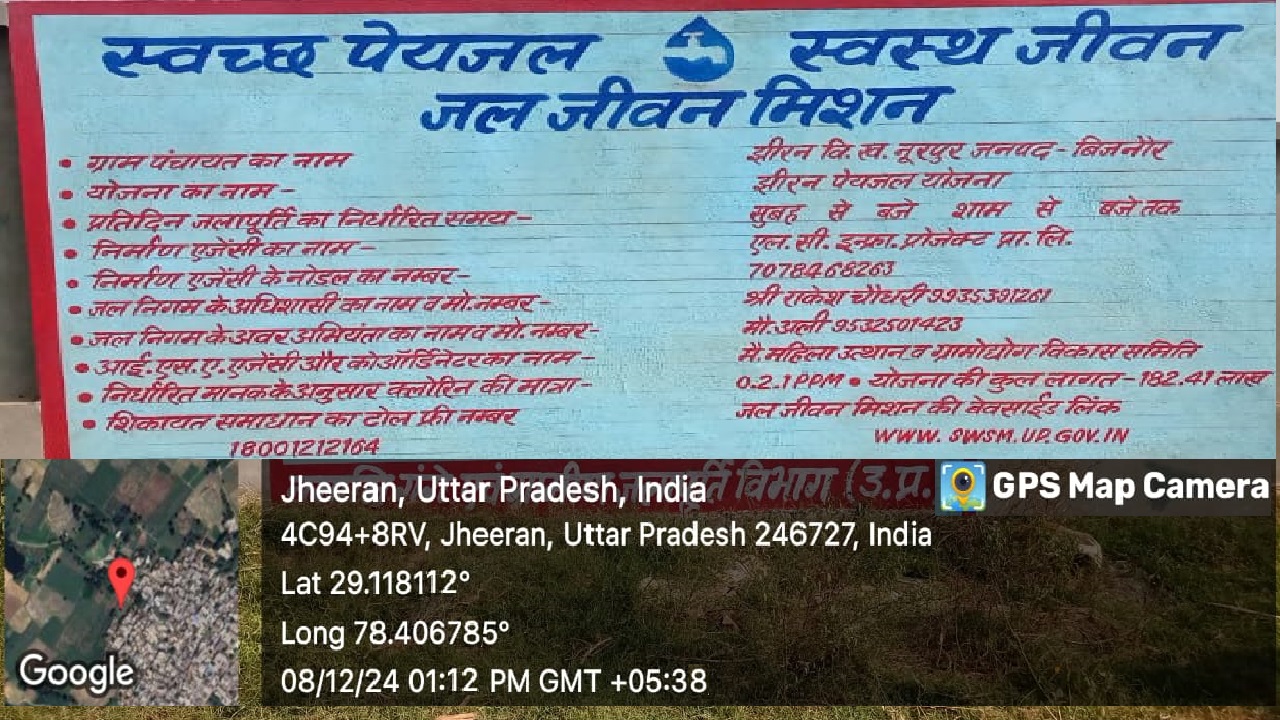 स्वच्छ पेयजल स्वस्थ जीवन
जल जीवन मिशन
• ग्राम पंचायत का नाम झीरन वि. ख. नूरपुर जनपद - बिजनौर
• योजना का नाम - झीरन पेयजल योजना
• प्रतिदिन जलापूर्ति का निर्धारित समय - सुबह से बजे शाम से बजे तक
• निर्माण एजेंसी का नाम - एल. सी. इन्फ्रा. प्रोजेक्ट प्रा. लि.
• निर्माण एजेंसी के नोडल का नम्बर - 7078468263
• जल निगम के अधिशासी का नाम व मो. नम्बर - श्री राकेश चौधरी 9935391261
• जल निगम के अवर अभियंता का नाम व मो. नम्बर - मौ. अली 9532501423
• आई. एस. ए. एजेंसी और कोऑर्डिनेटर का नाम - मै. महिला उत्थान व ग्रामोद्योग विकास समिति
• निर्धारित मानक के अनुसार क्लोरिन की मात्रा - 0.2.1 PPM • योजना की कुल लागत - 182.41 लाख
• शिकायत समाधान का टोल फ्री नम्बर जल जीवन मिशन की वेवसाईड लिंक
18001212164 WWW. SWSM.UP.GOV.IN
विभाग (उ.प्र.
GPS Map Camera
Jheeran, Uttar Pradesh, India
4C94+8RV, Jheeran, Uttar Pradesh 246727, India
Lat 29.118112°
Long 78.406785°
08/12/24 01:12 PM GMT +05:38
Google